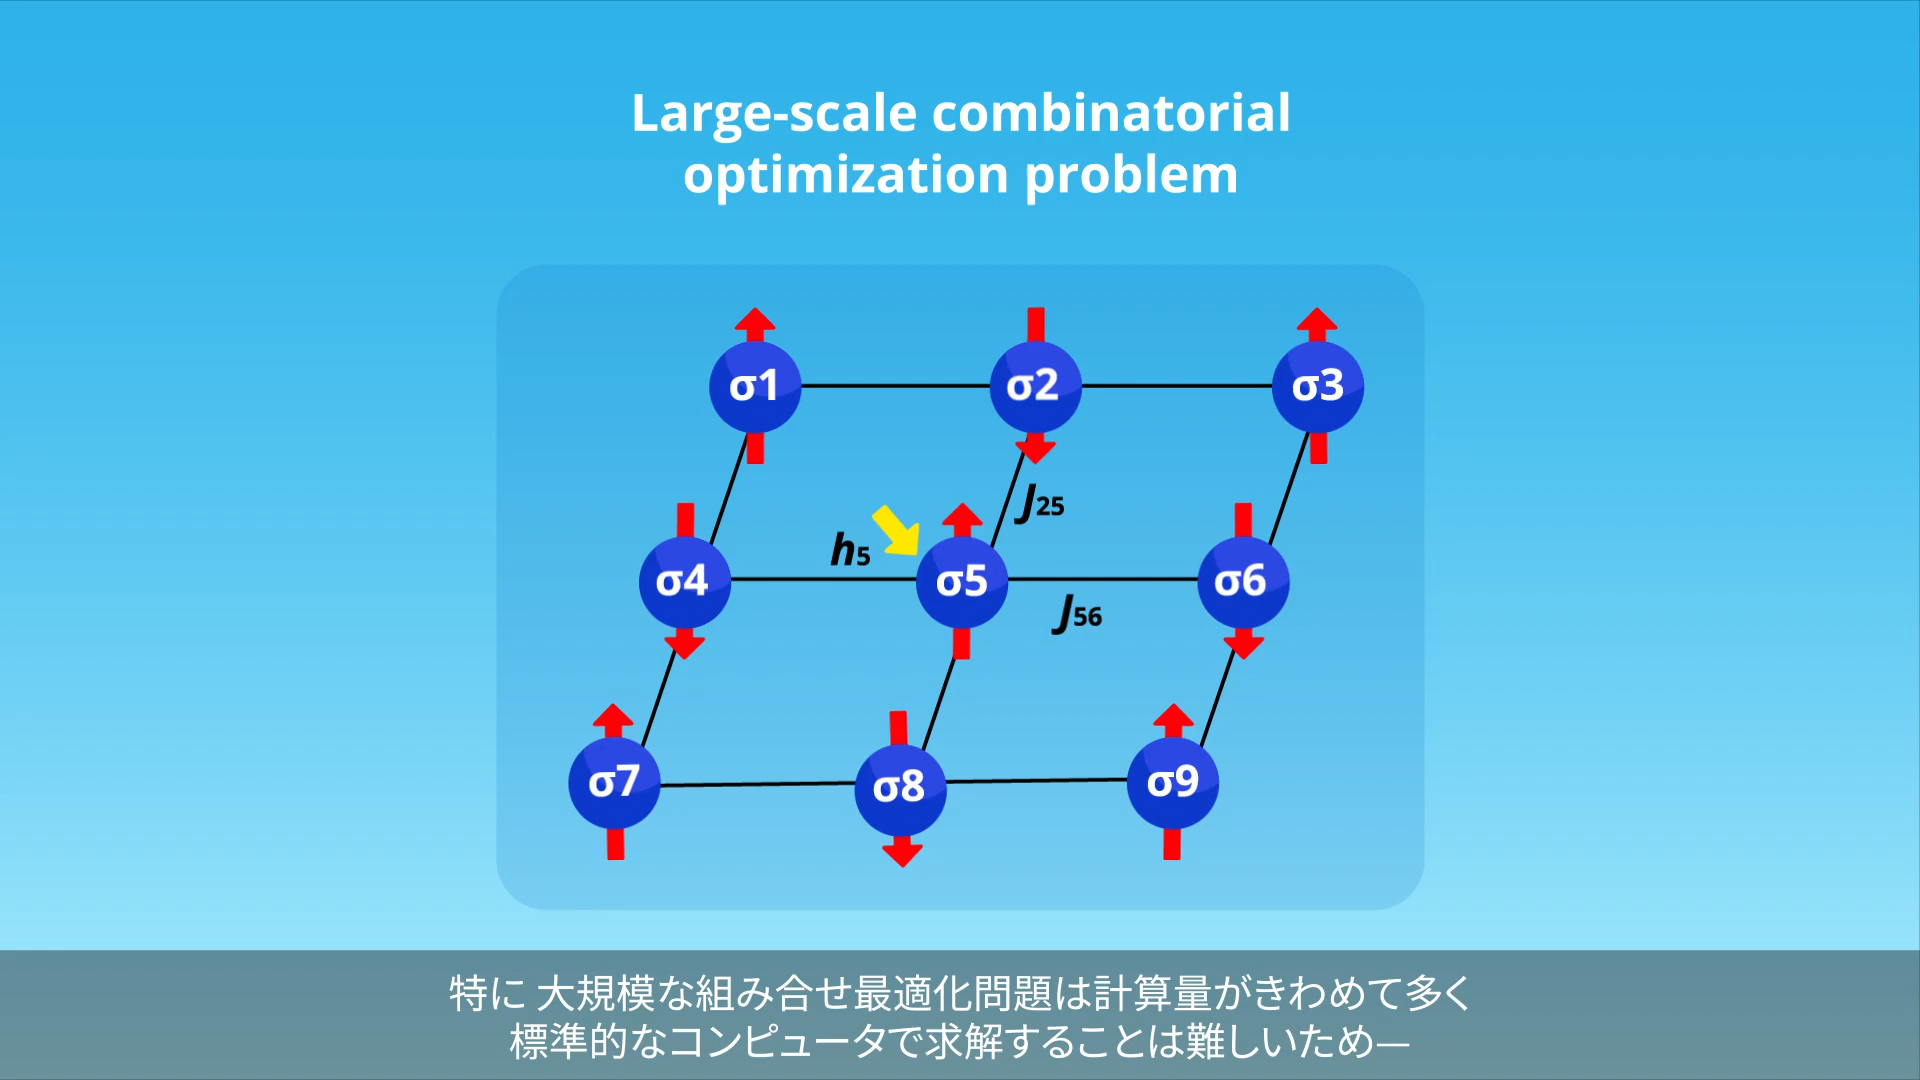 Large-scale combinatorial
optimization problem
σ1
σ2
σ3
J25
h5
σ4
σ5
σ6
J56
σ7
σ8
σ9
特に 大規模な組み合せ最適化問題は計算量がきわめて多く
標準的なコンピュータで求解することは難しいため—